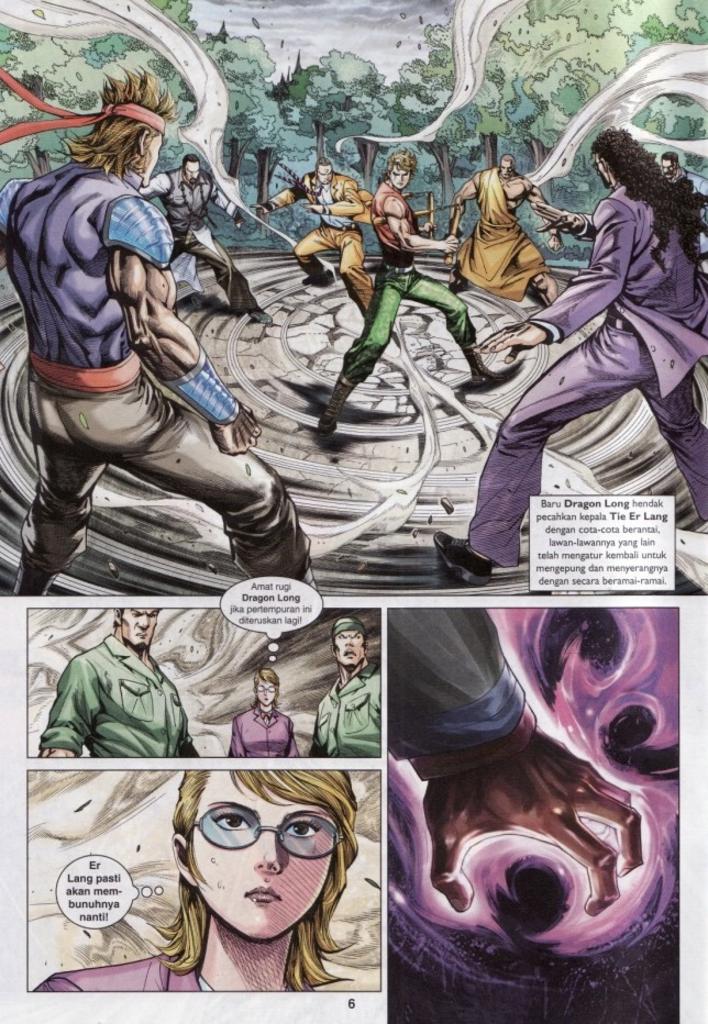 Baru Dragon Long hendak
pecahkan kepala Tie Er Lang
dengan cota-cota berantai,
lawan-lawannya yang lain
telah mengatur kembali untuk
mengepung dan menyerangnya
dengan secara beramai-ramai.
Amat rugi
Dragon Long
jika pertempuran ini
diteruskan lagi!
Er
Lang pasti
akan mem-
bunuhnya
nanti!
6